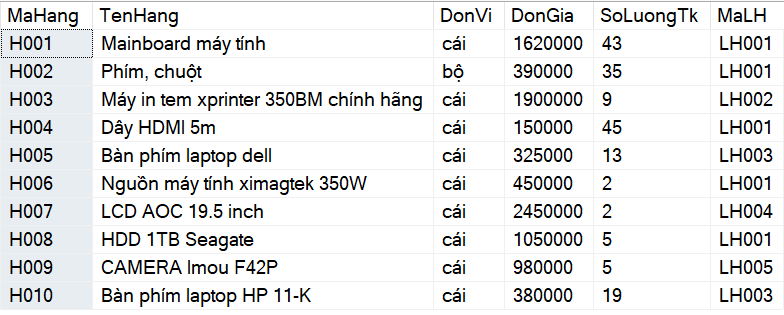 MaHang TenHang DonVi DonGia SoLuongTk MaLH
H001 Mainboard máy tính cái 1620000 43 LH001
H002 Phím, chuột bộ 390000 35 LH001
H003 Máy in tem xprinter 350BM chính hãng cái 1900000 9 LH002
H004 Dây HDMI 5m cái 150000 45 LH001
H005 Bàn phím laptop dell cái 325000 13 LH003
H006 Nguồn máy tính ximagtek 350W cái 450000 2 LH001
H007 LCD AOC 19.5 inch cái 2450000 2 LH004
H008 HDD 1TB Seagate cái 1050000 5 LH001
H009 CAMERA Imou F42P cái 980000 5 LH005
H010 Bàn phím laptop HP 11-K cái 380000 19 LH003